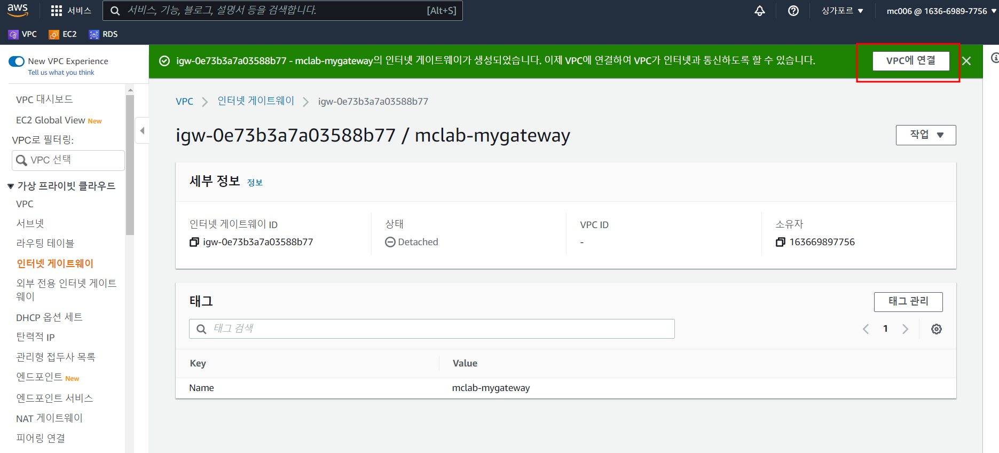 aws
서비스
서비스, 기능, 블로그, 설명서 등을 검색합니다.
[Alt+S]
싱가포르 ▼
mc006 @ 1636-6989-7756 ▼
VPC
EC2
RDS
New VPC Experience
Tell us what you think
VPC 대시보드
EC2 Global View New
VPC로 필터링:
VPC 선택
가상 프라이빗 클라우드
VPC
서브넷
라우팅 테이블
인터넷 게이트웨이
외부 전용 인터넷 게이트
웨이
DHCP 옵션 세트
탄력적 IP
관리형 접두사 목록
엔드포인트 New
엔드포인트 서비스
NAT 게이트웨이
피어링 연결
igw-0e73b3a7a03588b77 - mclab-mygateway의 인터넷 게이트웨이가 생성되었습니다. 이제 VPC에 연결하여 VPC가 인터넷과 통신하도록 할 수 있습니다.
VPC에 연결
VPC > 인터넷 게이트웨이 > igw-0e73b3a7a03588b77
igw-0e73b3a7a03588b77 / mclab-mygateway
작업 ▼
세부 정보 정보
인터넷 게이트웨이 ID
igw-0e73b3a7a03588b77
상태
Detached
VPC ID
-
소유자
163669897756
태그
태그 관리
태그 검색
1
Key
Value
Name
mclab-mygateway